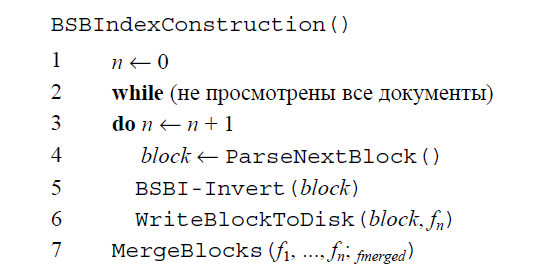 BSBIndexConstruction()
1 n ← 0
2 while (не просмотрены все документы)
3 do n ← n + 1
4 block ← ParseNextBlock()
5 BSBI-Invert(block)
6 WriteBlockToDisk(block, fn)
7 MergeBlocks(f1, ..., fn; fmerged)